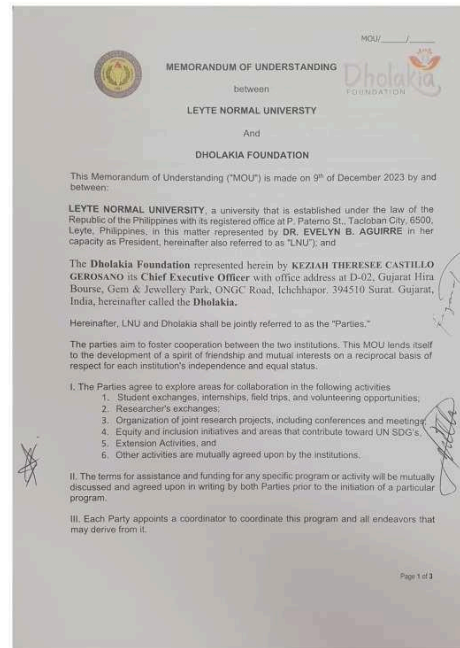 MOU/____/____
Dholakia
FOUNDATION
MEMORANDUM OF UNDERSTANDING
between
LEYTE NORMAL UNIVERSTY
And
DHOLAKIA FOUNDATION
This Memorandum of Understanding ("MOU") is made on 9th of December 2023 by and
between:
LEYTE NORMAL UNIVERSITY, a university that is established under the law of the
Republic of the Philippines with its registered office at P. Paterno St., Tacloban City, 6500,
Leyte, Philippines, in this matter represented by DR. EVELYN B. AGUIRRE in her
capacity as President, hereinafter also referred to as "LNU"); and
The Dholakia Foundation represented herein by KEZIAH THERESEE CASTILLO
GEROSANO its Chief Executive Officer with office address at D-02, Gujarat Hira
Bourse, Gem & Jewellery Park, ONGC Road, Ichchhapor. 394510 Surat. Gujarat,
India, hereinafter called the Dholakia.
Hereinafter, LNU and Dholakia shall be jointly referred to as the "Parties."
The parties aim to foster cooperation between the two institutions. This MOU lends itself
to the development of a spirit of friendship and mutual interests on a reciprocal basis of
respect for each institution's independence and equal status.
I. The Parties agree to explore areas for collaboration in the following activities
1. Student exchanges, internships, field trips, and volunteering opportunities;
2. Researcher's exchanges;
3. Organization of joint research projects, including conferences and meetings;
4. Equity and inclusion initiatives and areas that contribute toward UN SDG's.
5. Extension Activities, and
6. Other activities are mutually agreed upon by the institutions.
II. The terms for assistance and funding for any specific program or activity will be mutually
discussed and agreed upon in writing by both Parties prior to the initiation of a particular
program.
III. Each Party appoints a coordinator to coordinate this program and all endeavors that
may derive from it.
Page 1 of 3